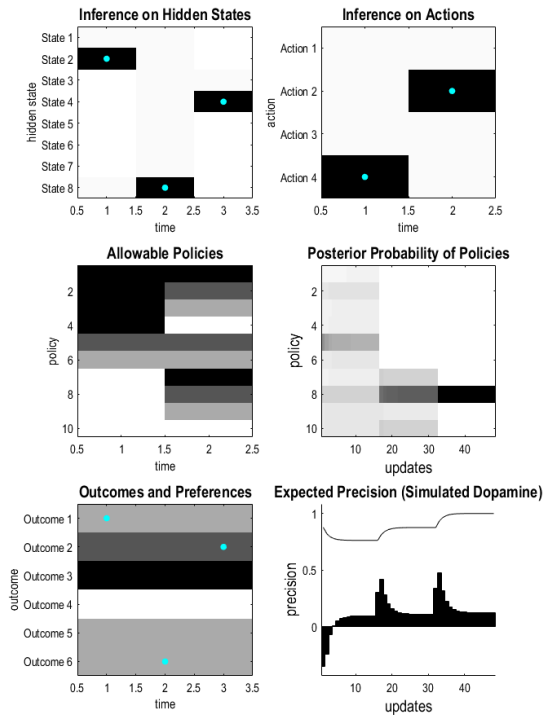 Inference on Hidden States
State 1
State 2
State 3
State 4
State 5
State 6
State 7
State 8
hidden state
0.5 1 1.5 2 2.5 3 3.5
time
Inference on Actions
Action 1
Action 2
Action 3
Action 4
action
0.5 1 1.5 2 2.5
time
Allowable Policies
2
4
6
8
10
policy
0.5 1 1.5 2 2.5
time
Posterior Probability of Policies
2
4
6
8
10
policy
10 20 30 40
updates
Outcomes and Preferences
Outcome 1
Outcome 2
Outcome 3
Outcome 4
Outcome 5
Outcome 6
outcome
0.5 1 1.5 2 2.5 3 3.5
time
Expected Precision (Simulated Dopamine)
1
0.5
0
precision
10 20 30 40
updates